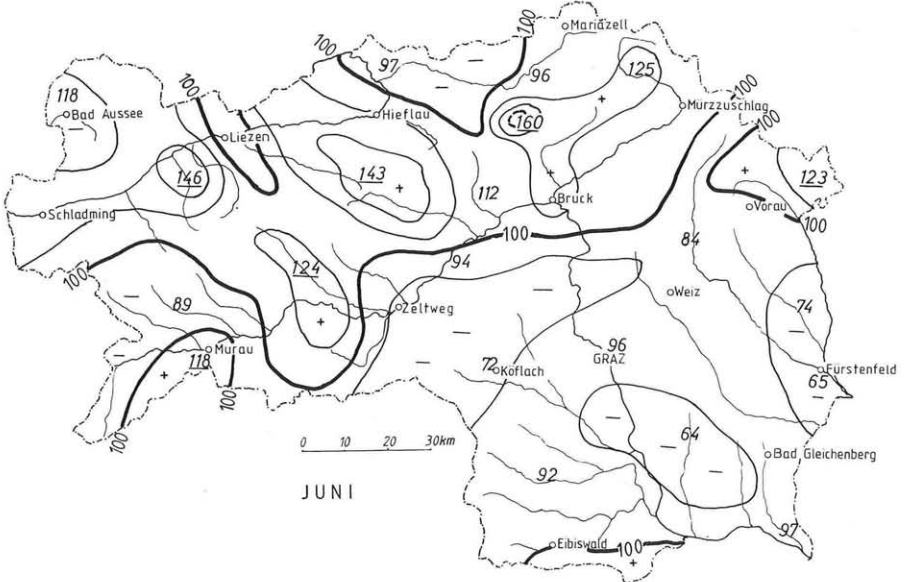 100
Mariazell
100
97
96
125
118
Bad Aussee
100
100
Hieflau
160
Mürzzuschlag
100
Liezen
146
143
123
Schladming
112
Bruck
Vorau
100
100
84
94
100
124
89
Zeltweg
Weiz
74
Murau
118
96
GRAZ
72
Köflach
Fürstenfeld
65
100
100
64
0 10 20 30km
Bad Gleichenberg
92
JUNI
97
Eibiswald
100